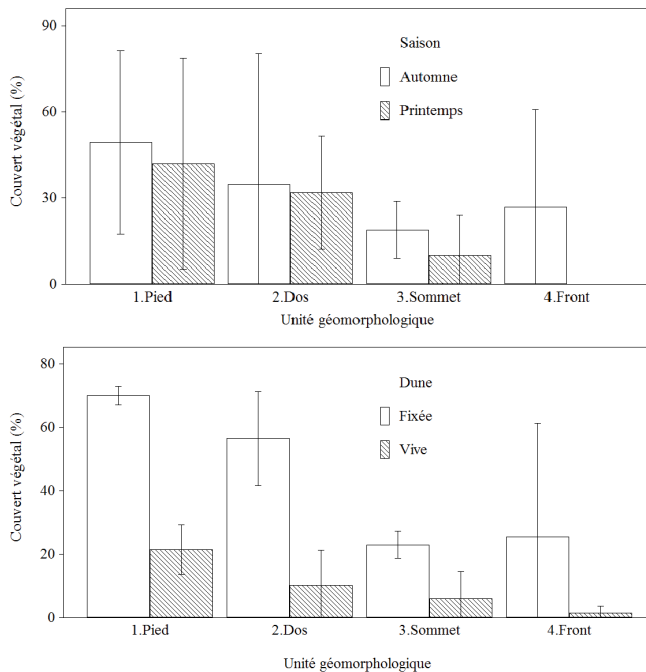 90
60
30
0
Couvert végétal (%)
Saison
Automne
Printemps
1.Pied
2.Dos
3.Sommet
4.Front
Unité géomorphologique
80
60
40
20
0
Couvert végétal (%)
Dune
Fixée
Vive
1.Pied
2.Dos
3.Sommet
4.Front
Unité géomorphologique